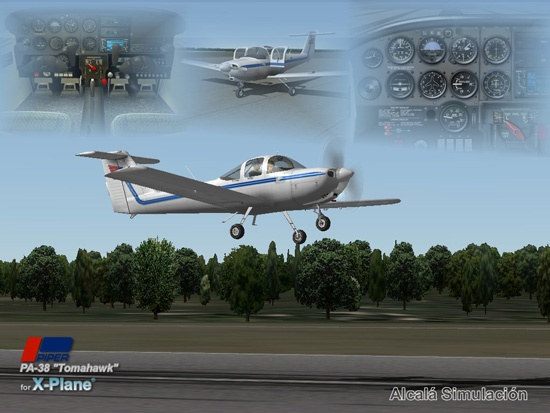 PIPER
PA-38 "Tomahawk"
for X-Plane®
Alcalá Simulación